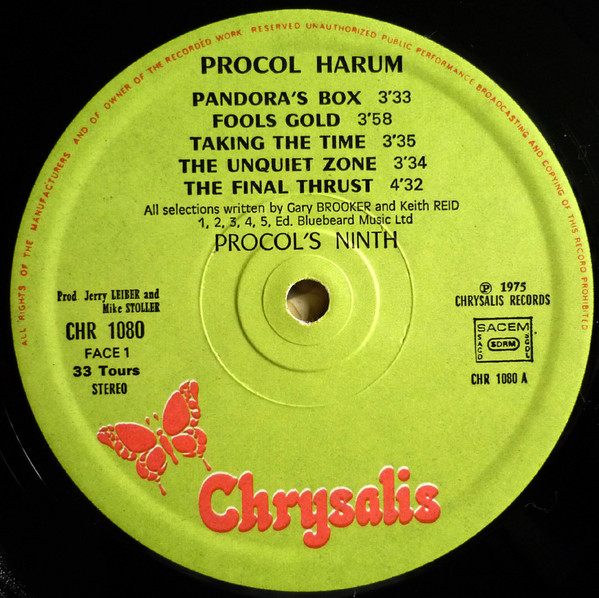 ALL RIGHTS OF THE MANUFACTURERS AND OF OWNER OF THE RECORDED WORK RESERVED UNAUTHORIZED PUBLIC PERFORMANCE BROADCASTING AND COPYING OF THIS RECORD PROHIBITED
PROCOL HARUM
PANDORA'S BOX 3'33
FOOLS GOLD 3'58
TAKING THE TIME 3'35
THE UNQUIET ZONE 3'34
THE FINAL THRUST 4'32
All selections written by Gary BROOKER and Keith REID
1, 2, 3, 4, 5, Ed. Bluebeard Music Ltd
PROCOL'S NINTH
Prod. Jerry LEIBER and
Mike STOLLER
CHR 1080
FACE 1
33 Tours
STEREO
℗ 1975
CHRYSALIS RECORDS
SACEM
SACD
SDRM
SGDL
CHR 1080 A
Chrysalis